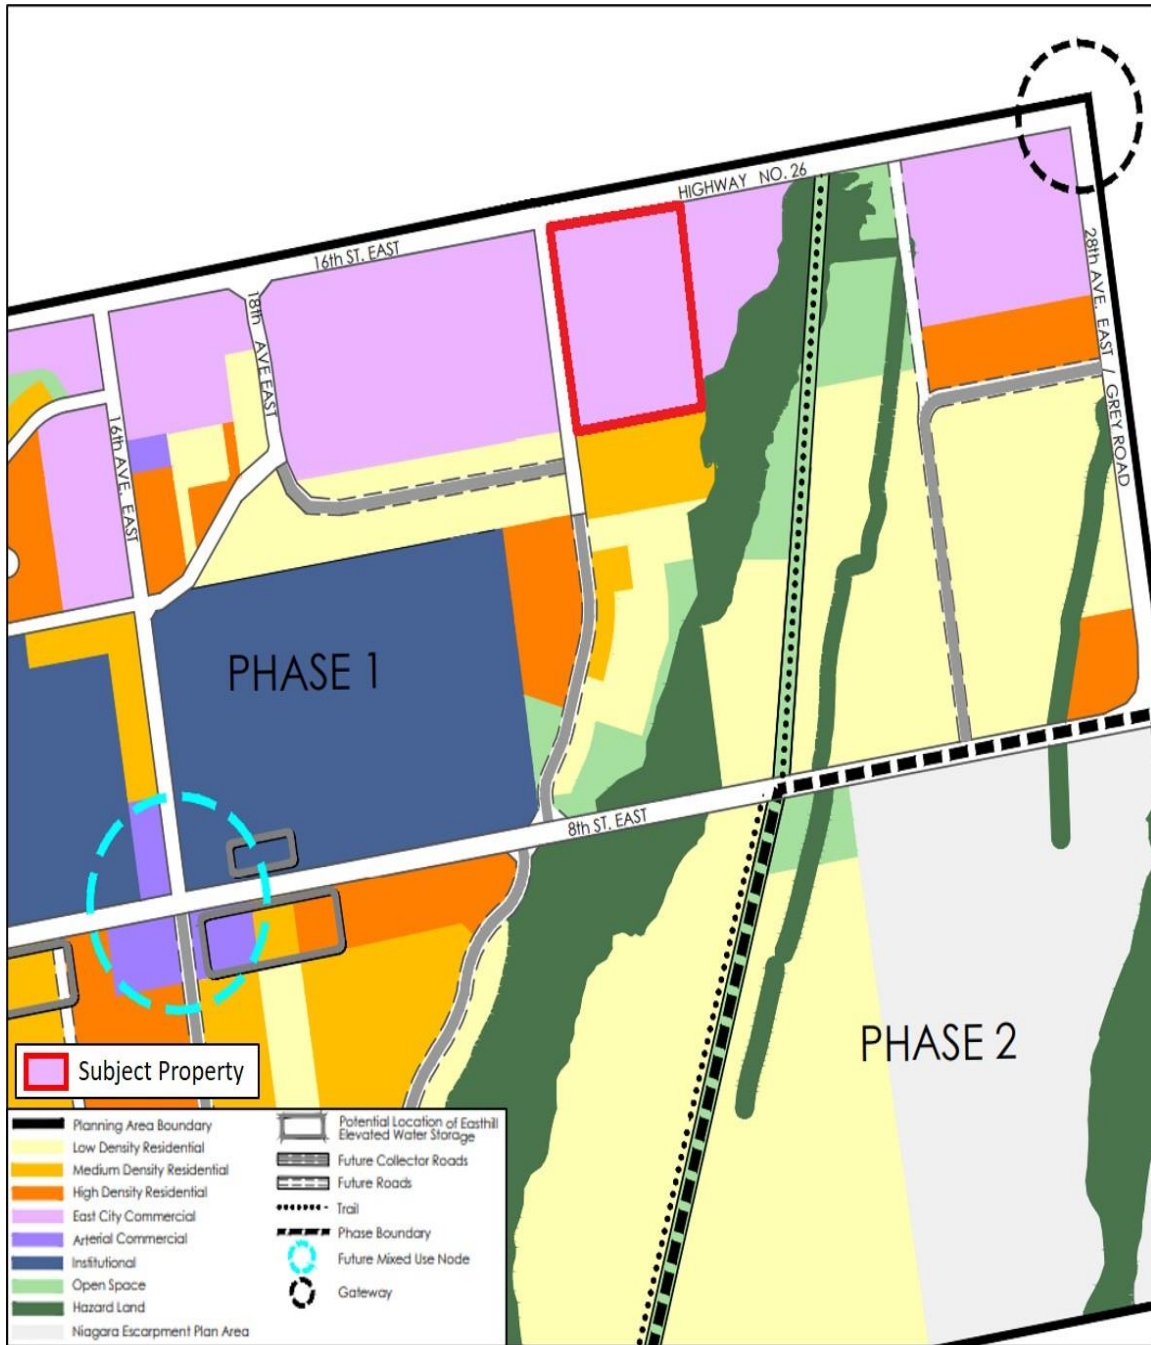 HIGHWAY NO. 26
16th ST. EAST
18th AVE EAST
28th AVE. EAST / GREY ROAD
16th AVE. EAST
PHASE 1
8th ST. EAST
PHASE 2
Subject Property
Planning Area Boundary
Low Density Residential
Medium Density Residential
High Density Residential
East City Commercial
Arterial Commercial
Institutional
Open Space
Hazard Land
Niagara Escarpment Plan Area
Potential Location of Easthill
Elevated Water Storage
Future Collector Roads
Future Roads
Trail
Phase Boundary
Future Mixed Use Node
Gateway